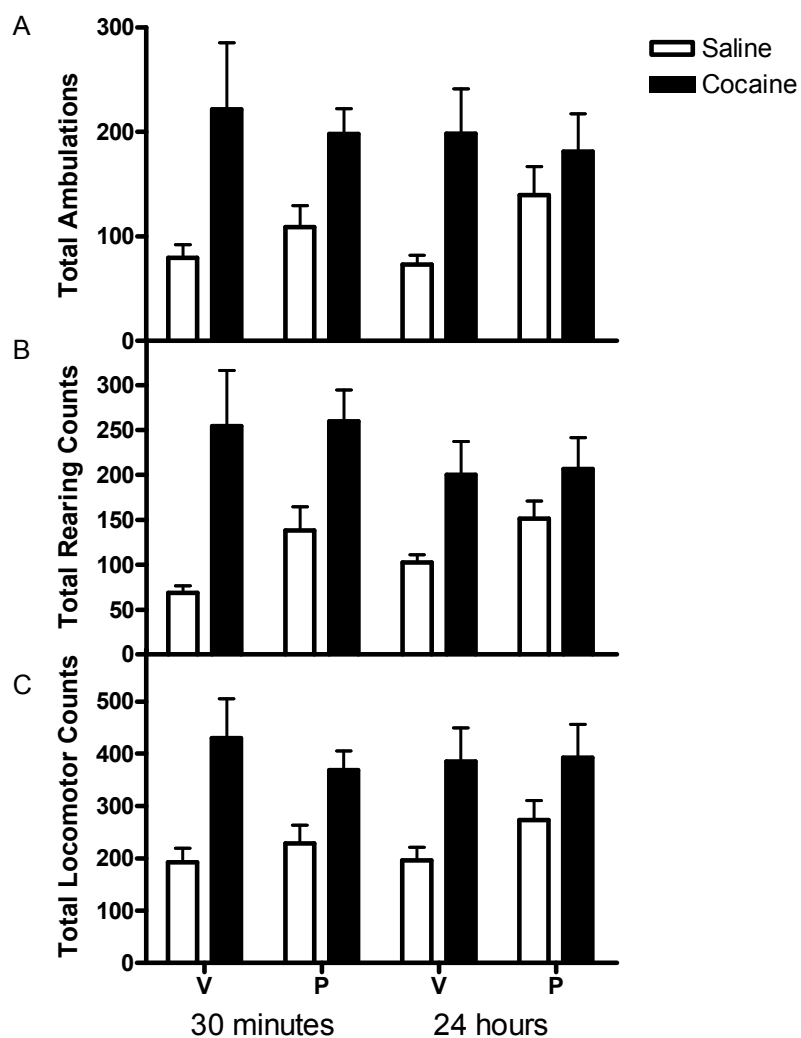 A
Total Ambulations
300
200
100
0
Saline
Cocaine
B
Total Rearing Counts
300
250
200
150
100
50
0
C
Total Locomotor Counts
500
400
300
200
100
0
V P V P
30 minutes 24 hours